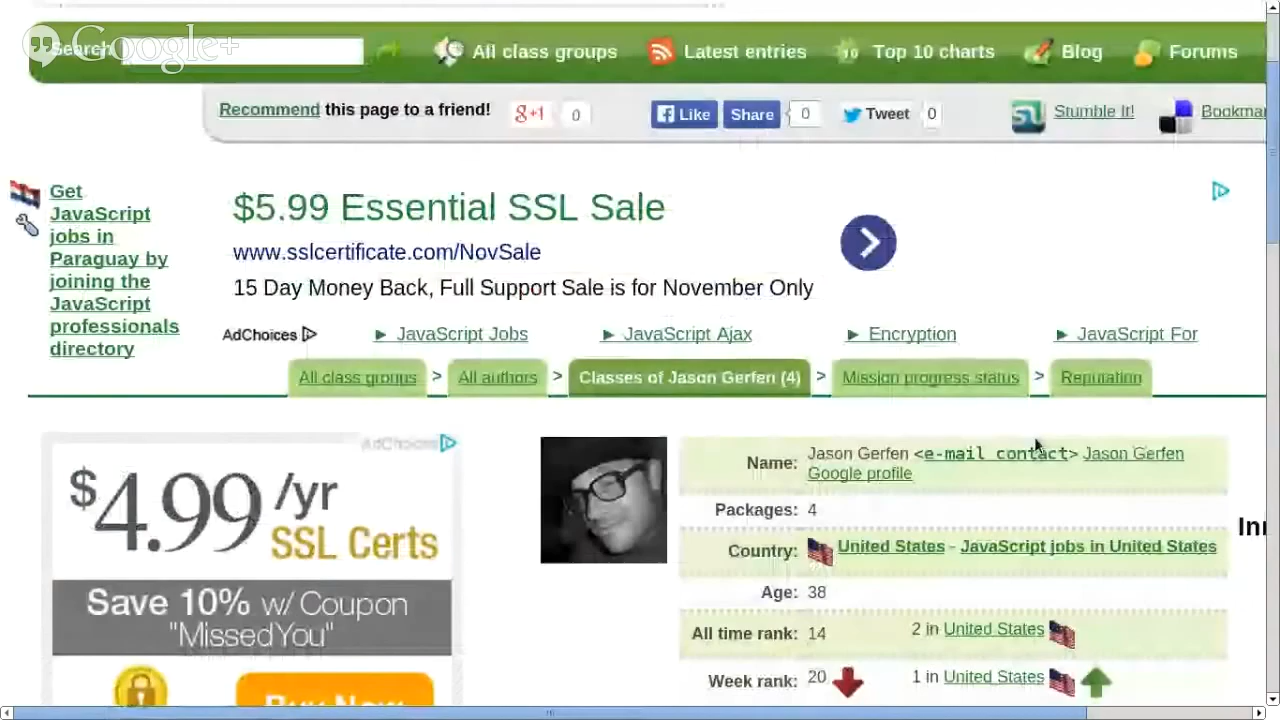 Google+
Search
All class groups
Latest entries
Top 10 charts
Blog
Forums
Recommend this page to a friend!
g+1 0
Like Share 0
Tweet 0
Stumble It!
Get
JavaScript
jobs in
Paraguay by
joining the
JavaScript
professionals
directory
$5.99 Essential SSL Sale
www.sslcertificate.com/NovSale
15 Day Money Back, Full Support Sale is for November Only
AdChoices ► JavaScript Jobs ► JavaScript Ajax ► Encryption ► JavaScript For
All class groups > All authors > Classes of Jason Gerfen (4) > Mission progress status > Reputation
AdChoices
$4.99/yr
SSL Certs
Save 10% w/ Coupon
"MissedYou"
Buy Now
Name: Jason Gerfen <e-mail contact> Jason Gerfen
Google profile
Packages: 4
Country: United States - JavaScript jobs in United States
Age: 38
All time rank: 14 2 in United States
Week rank: 20 1 in United States